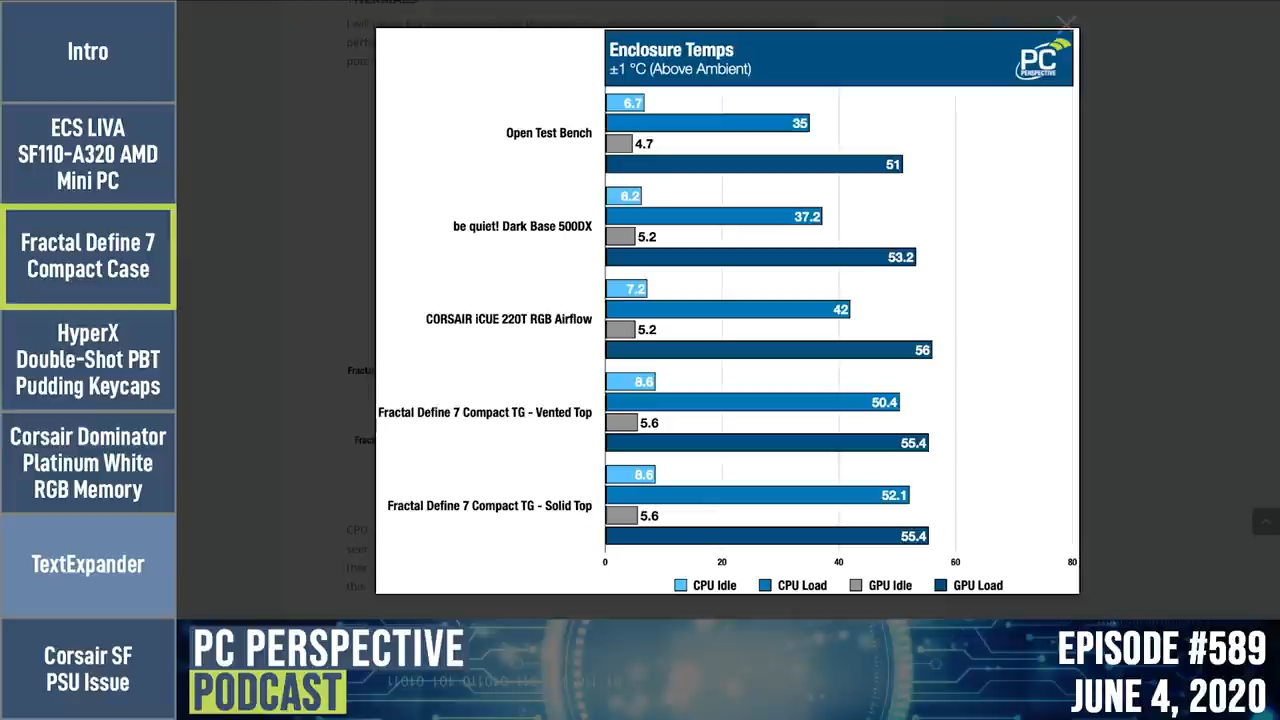 Intro
ECS LIVA
SF110-A320 AMD
Mini PC
Fractal Define 7
Compact Case
HyperX
Double-Shot PBT
Pudding Keycaps
Corsair Dominator
Platinum White
RGB Memory
TextExpander
Corsair SF
PSU Issue
Enclosure Temps
±1 °C (Above Ambient)
PC
PERSPECTIVE
Open Test Bench
6.7
35
4.7
51
be quiet! Dark Base 500DX
6.2
37.2
5.2
53.2
CORSAIR iCUE 220T RGB Airflow
7.2
42
5.2
56
Fractal Define 7 Compact TG - Vented Top
8.6
50.4
5.6
55.4
Fractal Define 7 Compact TG - Solid Top
8.6
52.1
5.6
55.4
0 20 40 60 80
CPU Idle CPU Load GPU Idle GPU Load
CPU
this
PC PERSPECTIVE
PODCAST
EPISODE #589
JUNE 4, 2020